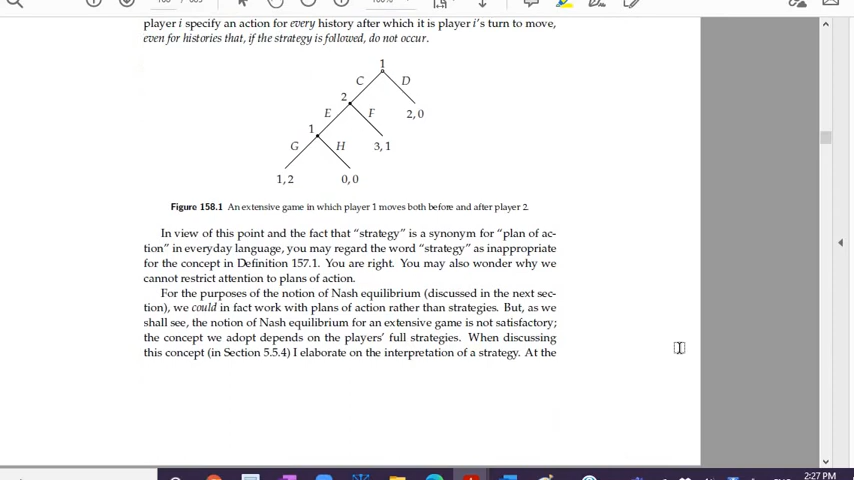 player i specify an action for every history after which it is player i's turn to move,
even for histories that, if the strategy is followed, do not occur.
1
C D
2
E F 2,0
1
G H 3,1
1,2 0,0
Figure 158.1 An extensive game in which player 1 moves both before and after player 2.
In view of this point and the fact that “strategy” is a synonym for “plan of ac-
tion” in everyday language, you may regard the word “strategy” as inappropriate
for the concept in Definition 157.1. You are right. You may also wonder why we
cannot restrict attention to plans of action.
For the purposes of the notion of Nash equilibrium (discussed in the next sec-
tion), we could in fact work with plans of action rather than strategies. But, as we
shall see, the notion of Nash equilibrium for an extensive game is not satisfactory;
the concept we adopt depends on the players' full strategies. When discussing
this concept (in Section 5.5.4) I elaborate on the interpretation of a strategy. At the
2:27 PM